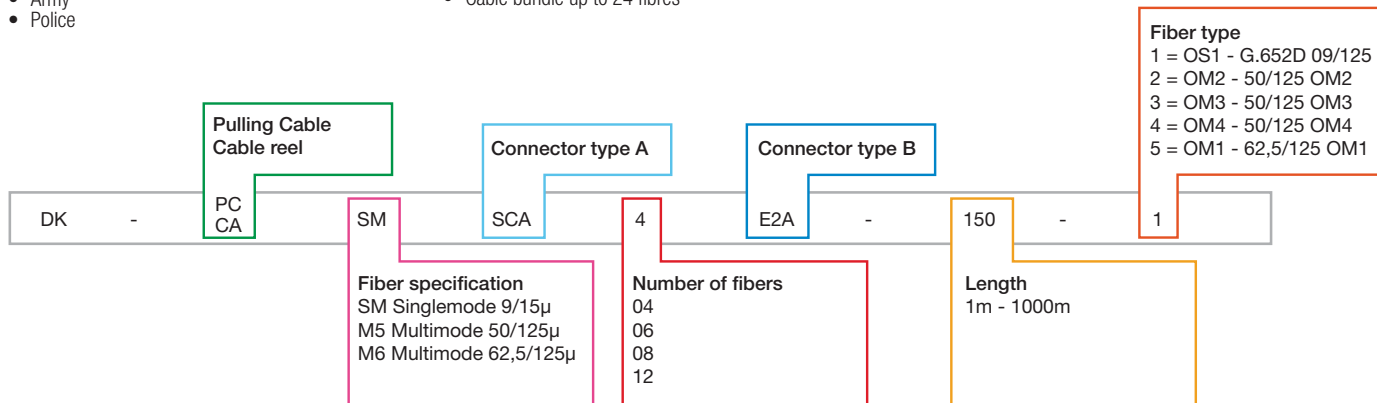 • Army
• Police
• Cable bundle up to 24 fibres
Fiber type
1 = OS1 - G.652D 09/125
2 = OM2 - 50/125 OM2
3 = OM3 - 50/125 OM3
4 = OM4 - 50/125 OM4
5 = OM1 - 62,5/125 OM1
Pulling Cable
Cable reel
Connector type A
Connector type B
DK - PC SM SCA 4 E2A - 150 - 1
CA
Fiber specification
SM Singlemode 9/15µ
M5 Multimode 50/125µ
M6 Multimode 62,5/125µ
Number of fibers
04
06
08
12
Length
1m - 1000m